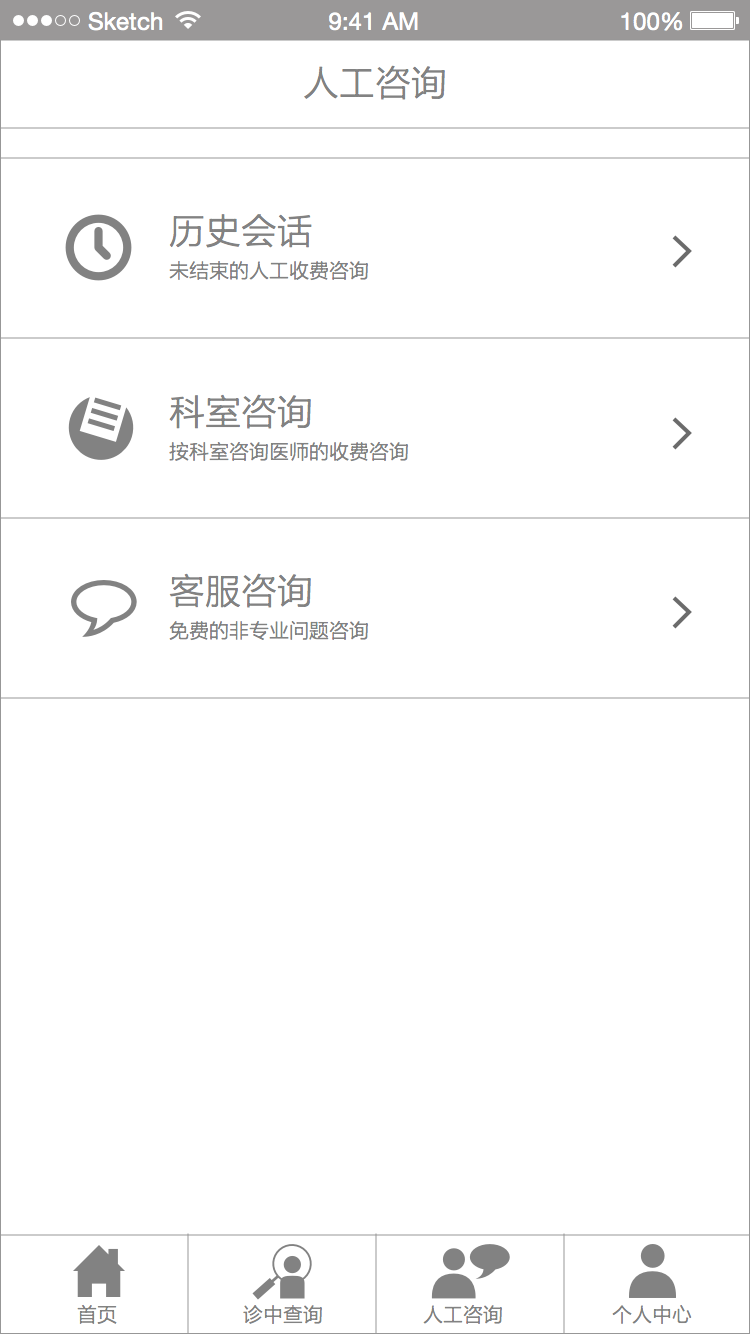 Sketch 9:41 AM 100%
人工咨询
历史会话
未结束的人工收费咨询
科室咨询
按科室咨询医师的收费咨询
客服咨询
免费的非专业问题咨询
首页 诊中查询 人工咨询 个人中心